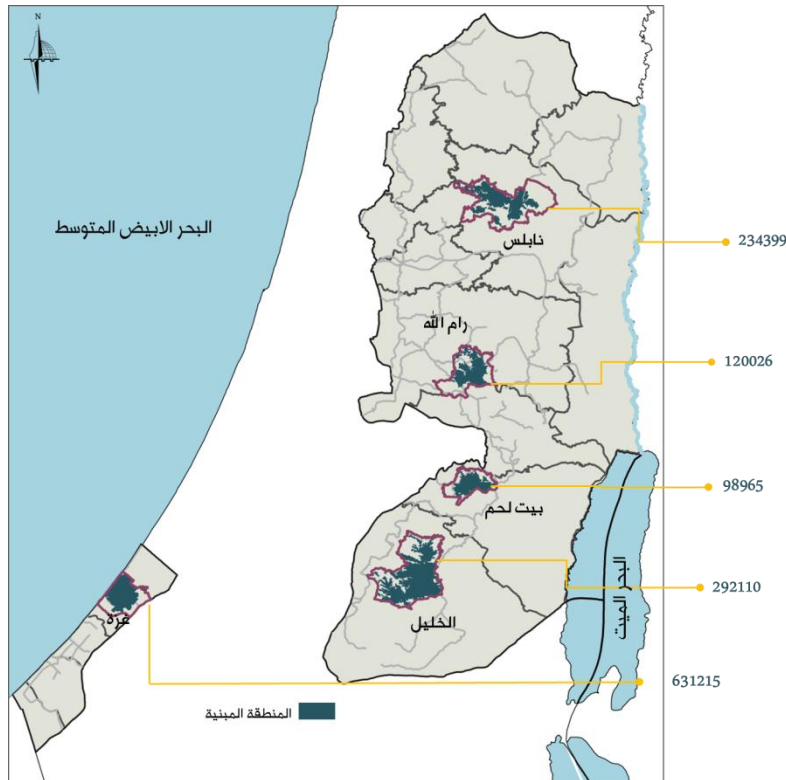 N
البحر الابيض المتوسط
نابلس
234399
رام الله
120026
98965
بيت لحم
292110
البحر الميت
غزة
الخليل
631215
المنطقة المبنية